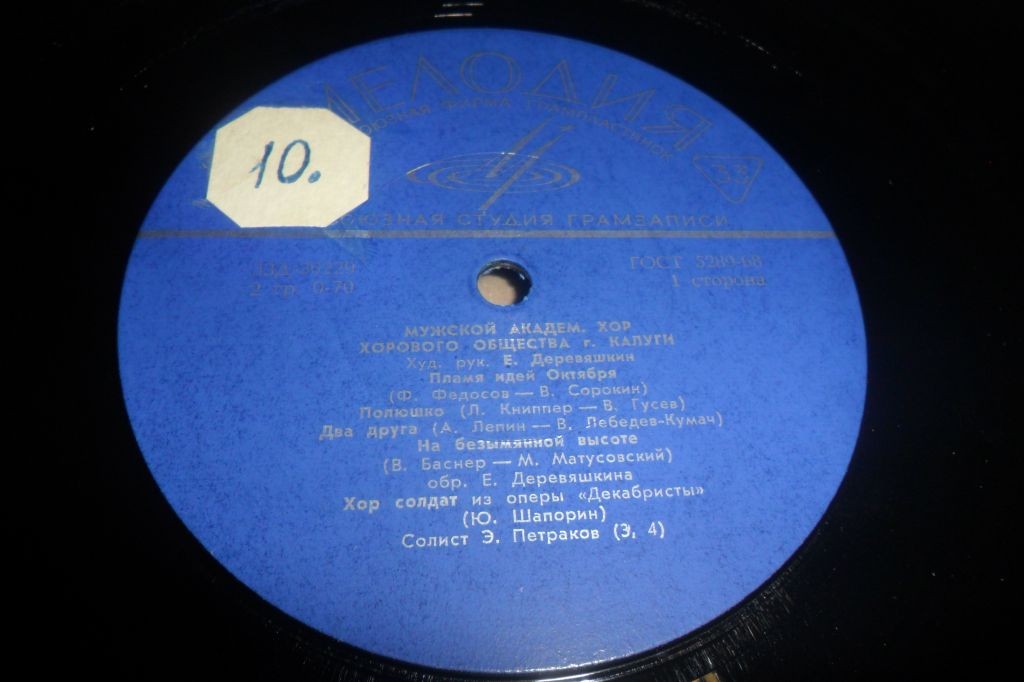 МЕЛОДИЯ
ФИРМА ГРАМПЛАСТИНОК
10.
33
СТУДИЯ ГРАМЗАПИСИ
ГОСТ 5289-68
2 гр. 0-70
1 сторона
МУЖСКОЙ АКАДЕМ. ХОР
ХОРОВОГО ОБЩЕСТВА г. КАЛУГИ
Худ. рук. Е. Деревяшкин
Пламя идей Октября
(Ф. Федосов — В. Сорокин)
Полюшко (Л. Книппер — В. Гусев)
Два друга (А. Лепин — В. Лебедев-Кумач)
На безымянной высоте
(В. Баснер — М. Матусовский)
обр. Е. Деревяшкина
Хор солдат из оперы «Декабристы»
(Ю. Шапорин)
Солист Э. Петраков (3, 4)